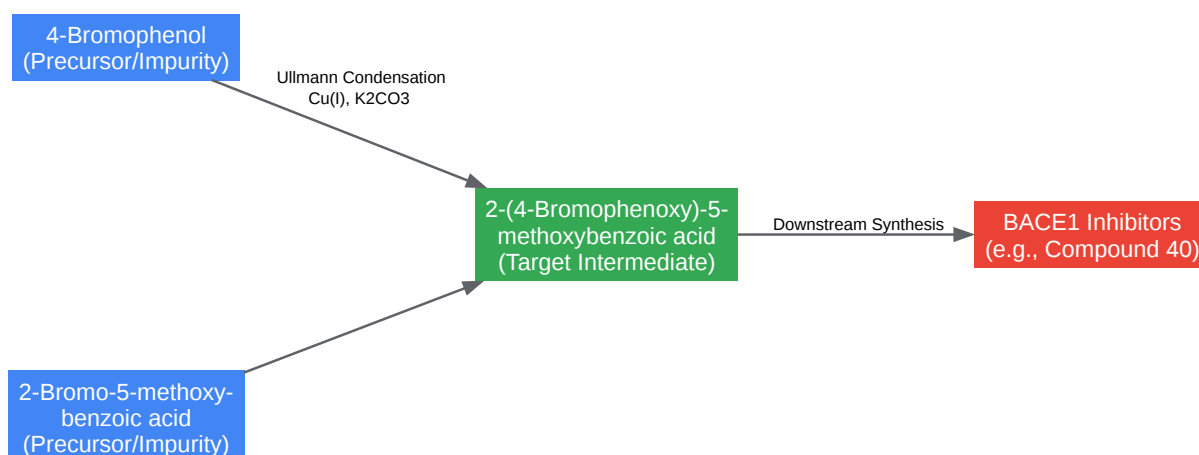 4-Bromophenol
(Precursor/Impurity)
Ullmann Condensation
Cu(I), K2CO3
2-(4-Bromophenoxy)-5-
methoxybenzoic acid
(Target Intermediate)
Downstream Synthesis
BACE1 Inhibitors
(e.g., Compound 40)
2-Bromo-5-methoxy-
benzoic acid
(Precursor/Impurity)